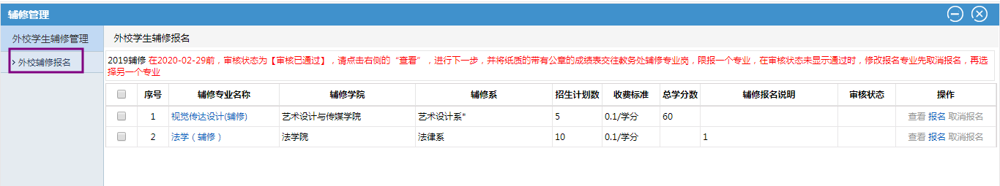 辅修管理
外校学生辅修管理
外校辅修报名
外校学生辅修报名
2019辅修 在2020-02-29前，审核状态为【审核已通过】，请点击右侧的“查看”，进行下一步，并将纸质的带有公章的成绩表交往教务处辅修专业岗，限报一个专业，在审核状态未显示通过时，修改报名专业先取消报名，再选
择另一个专业
序号 辅修专业名称 辅修学院 辅修系 招生计划数 收费标准 总学分数 辅修报名说明 审核状态 操作
1 视觉传达设计(辅修) 艺术设计与传媒学院 艺术设计系* 5 0.1/学分 60 查看 报名 取消报名
2 法学（辅修） 法学院 法律系 10 0.1/学分 1 查看 报名 取消报名